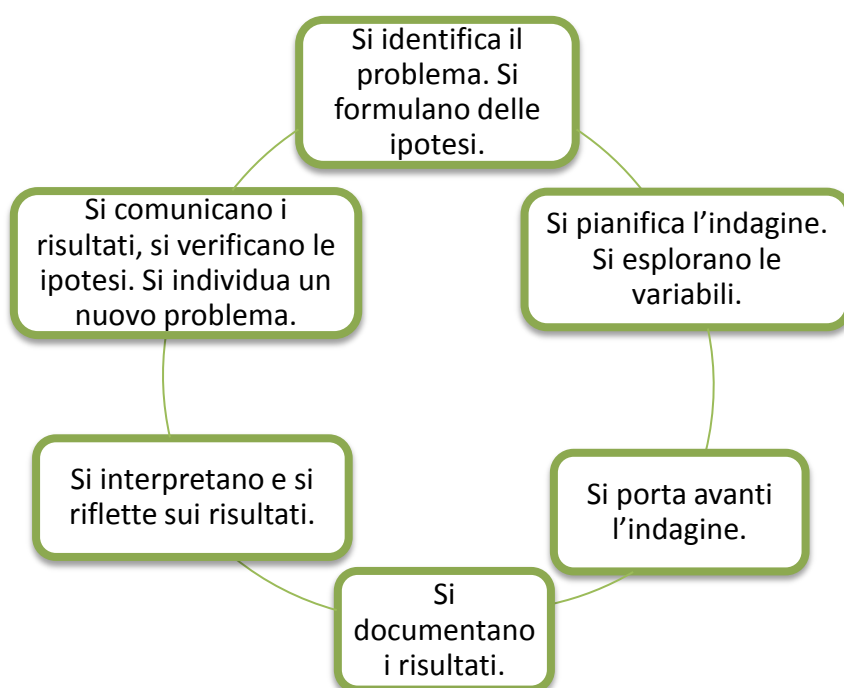 Si identifica il
problema. Si
formulano delle
ipotesi.
Si pianifica l’indagine.
Si esplorano le
variabili.
Si porta avanti
l’indagine.
Si
documentano
i risultati.
Si interpretano e si
riflette sui risultati.
Si comunicano i
risultati, si verificano le
ipotesi. Si individua un
nuovo problema.